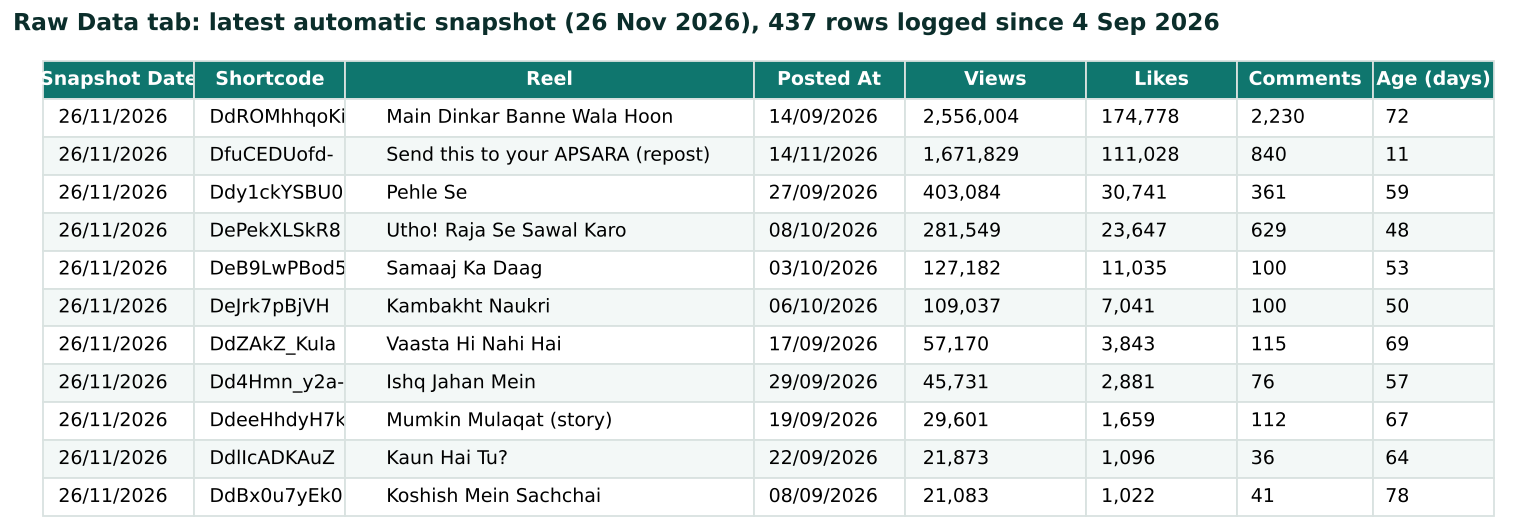 Raw Data tab: latest automatic snapshot (26 Nov 2026), 437 rows logged since 4 Sep 2026
Snapshot Date Shortcode Reel Posted At Views Likes Comments Age (days)
26/11/2026 DdROMhhqoKi Main Dinkar Banne Wala Hoon 14/09/2026 2,556,004 174,778 2,230 72
26/11/2026 DfuCEDUofd- Send this to your APSARA (repost) 14/11/2026 1,671,829 111,028 840 11
26/11/2026 Ddy1ckYSBU0 Pehle Se 27/09/2026 403,084 30,741 361 59
26/11/2026 DePekXLSkR8 Utho! Raja Se Sawal Karo 08/10/2026 281,549 23,647 629 48
26/11/2026 DeB9LwPBod5 Samaaj Ka Daag 03/10/2026 127,182 11,035 100 53
26/11/2026 DeJrk7pBjVH Kambakht Naukri 06/10/2026 109,037 7,041 100 50
26/11/2026 DdZAkZ_KuIa Vaasta Hi Nahi Hai 17/09/2026 57,170 3,843 115 69
26/11/2026 Dd4Hmn_y2a- Ishq Jahan Mein 29/09/2026 45,731 2,881 76 57
26/11/2026 DdeeHhdyH7k Mumkin Mulaqat (story) 19/09/2026 29,601 1,659 112 67
26/11/2026 DdlIcADKAuZ Kaun Hai Tu? 22/09/2026 21,873 1,096 36 64
26/11/2026 DdBx0u7yEk0 Koshish Mein Sachchai 08/09/2026 21,083 1,022 41 78